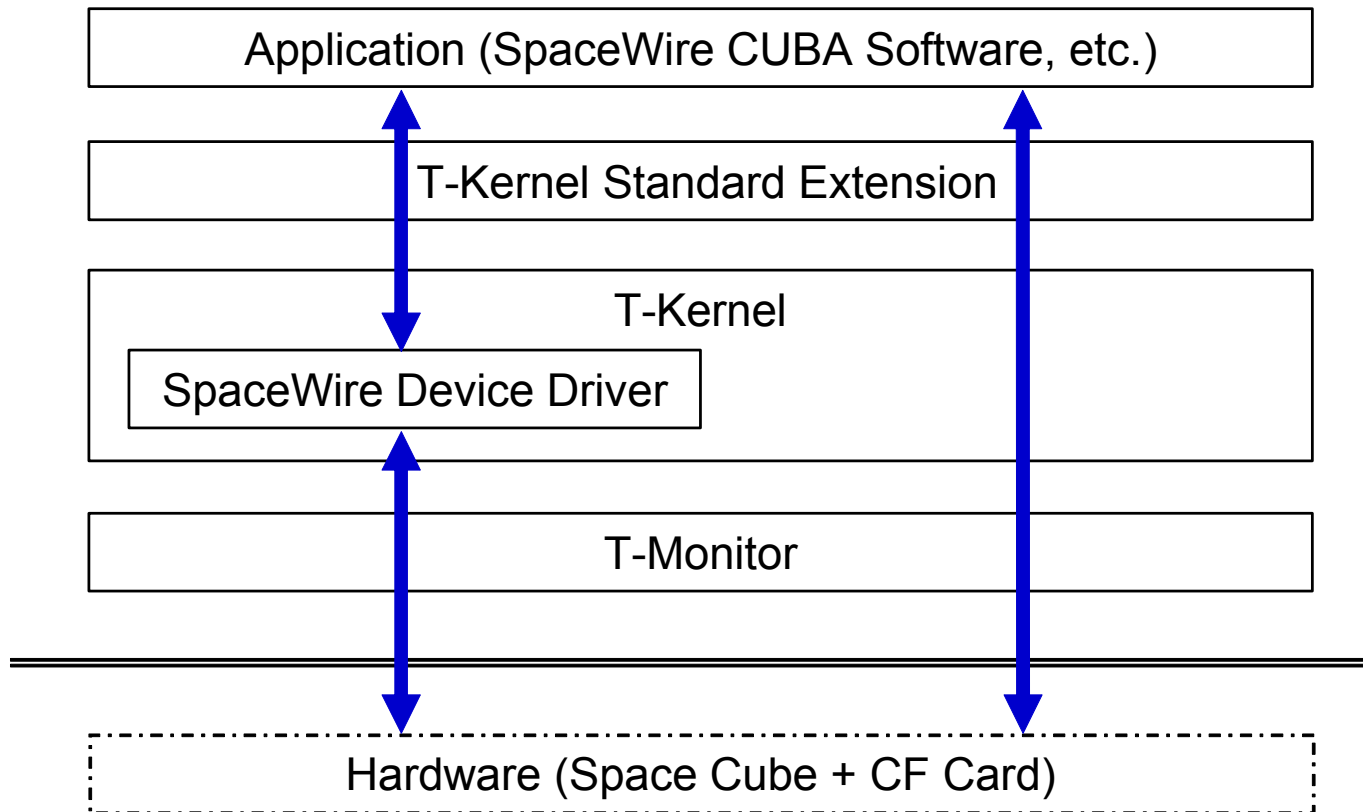 Application (SpaceWire CUBA Software, etc.)
T-Kernel Standard Extension
T-Kernel
SpaceWire Device Driver
T-Monitor
Hardware (Space Cube + CF Card)